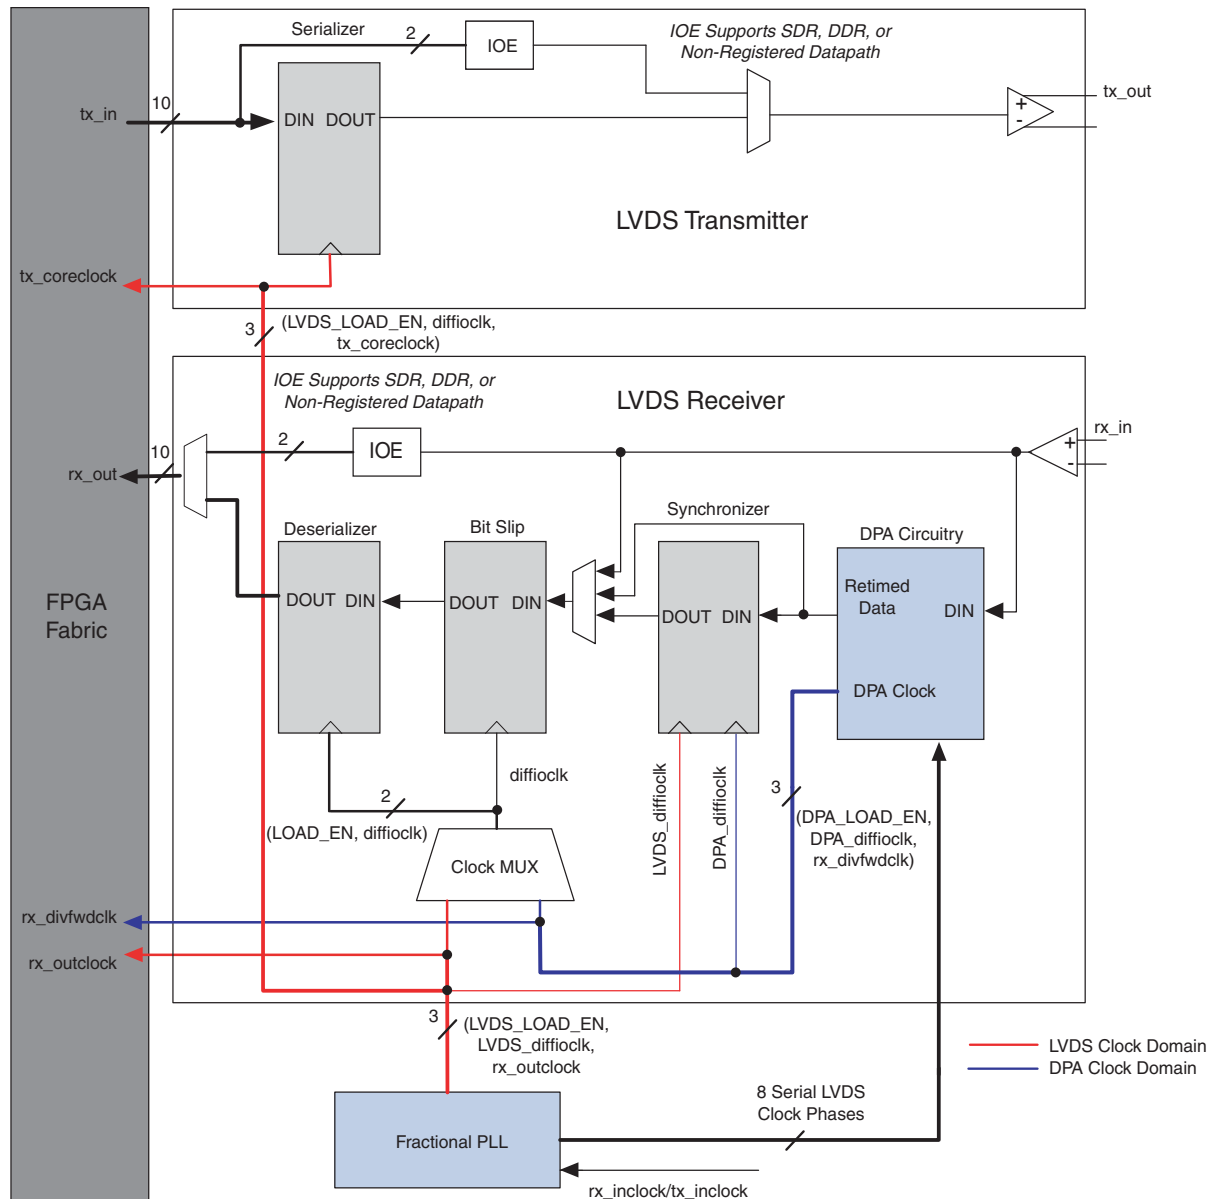 Serializer
2
IOE
IOE Supports SDR, DDR, or
Non-Registered Datapath
tx_in
10
DIN DOUT
+
-
tx_out
LVDS Transmitter
tx_coreclock
3
(LVDS_LOAD_EN, diffioclk,
tx_coreclock)
IOE Supports SDR, DDR, or
Non-Registered Datapath
LVDS Receiver
2
IOE
+
-
rx_in
10
rx_out
Deserializer
Bit Slip
Synchronizer
DPA Circuitry
FPGA
Fabric
DOUT DIN
DOUT DIN
DOUT DIN
Retimed
Data
DIN
DPA Clock
diffioclk
2
(LOAD_EN, diffioclk)
LVDS_diffioclk
DPA_diffioclk
3
(DPA_LOAD_EN,
DPA_diffioclk,
rx_divfwdclk)
Clock MUX
rx_divfwdclk
rx_outclock
3
(LVDS_LOAD_EN,
LVDS_diffioclk,
rx_outclock
LVDS Clock Domain
DPA Clock Domain
8 Serial LVDS
Clock Phases
Fractional PLL
rx_inclock/tx_inclock